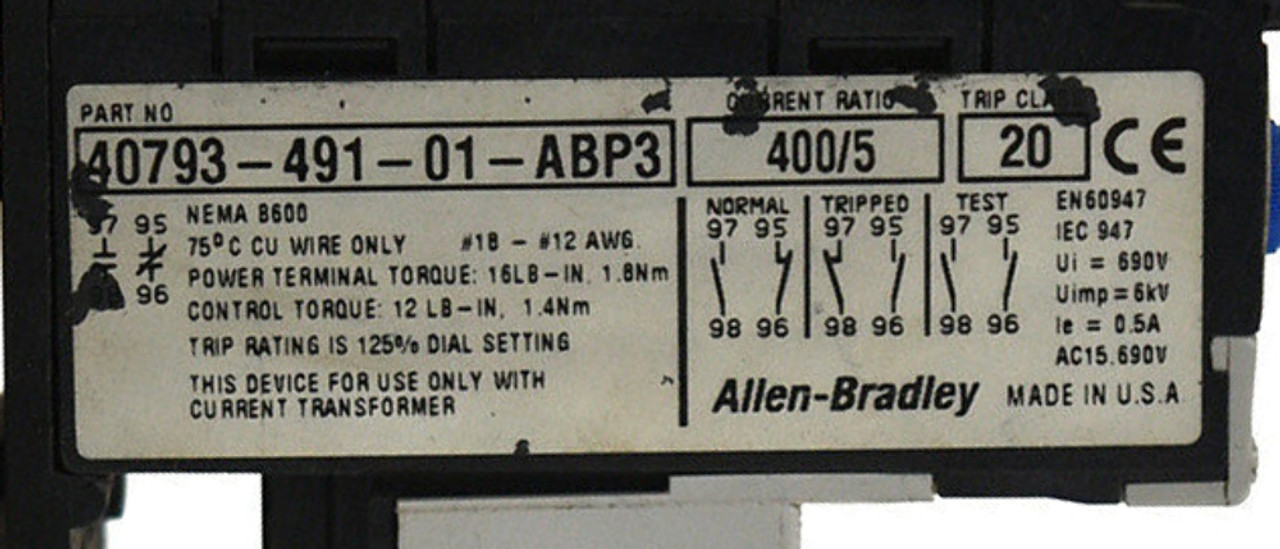 PART NO
40793-491-01-ABP3
CURRENT RATIO
400/5
TRIP CLASS
20
CE
97 95
96
NEMA B600
75°C CU WIRE ONLY #18 - #12 AWG.
POWER TERMINAL TORQUE: 16LB-IN. 1.8Nm
CONTROL TORQUE: 12 LB-IN. 1.4Nm
TRIP RATING IS 125% DIAL SETTING
THIS DEVICE FOR USE ONLY WITH
CURRENT TRANSFORMER
NORMAL
97 95
98 96
TRIPPED
97 95
98 96
TEST
97 95
98 96
EN60947
IEC 947
Ui = 690V
Uimp = 6kV
Ie = 0.5A
AC15.690V
Allen-Bradley
MADE IN U.S.A